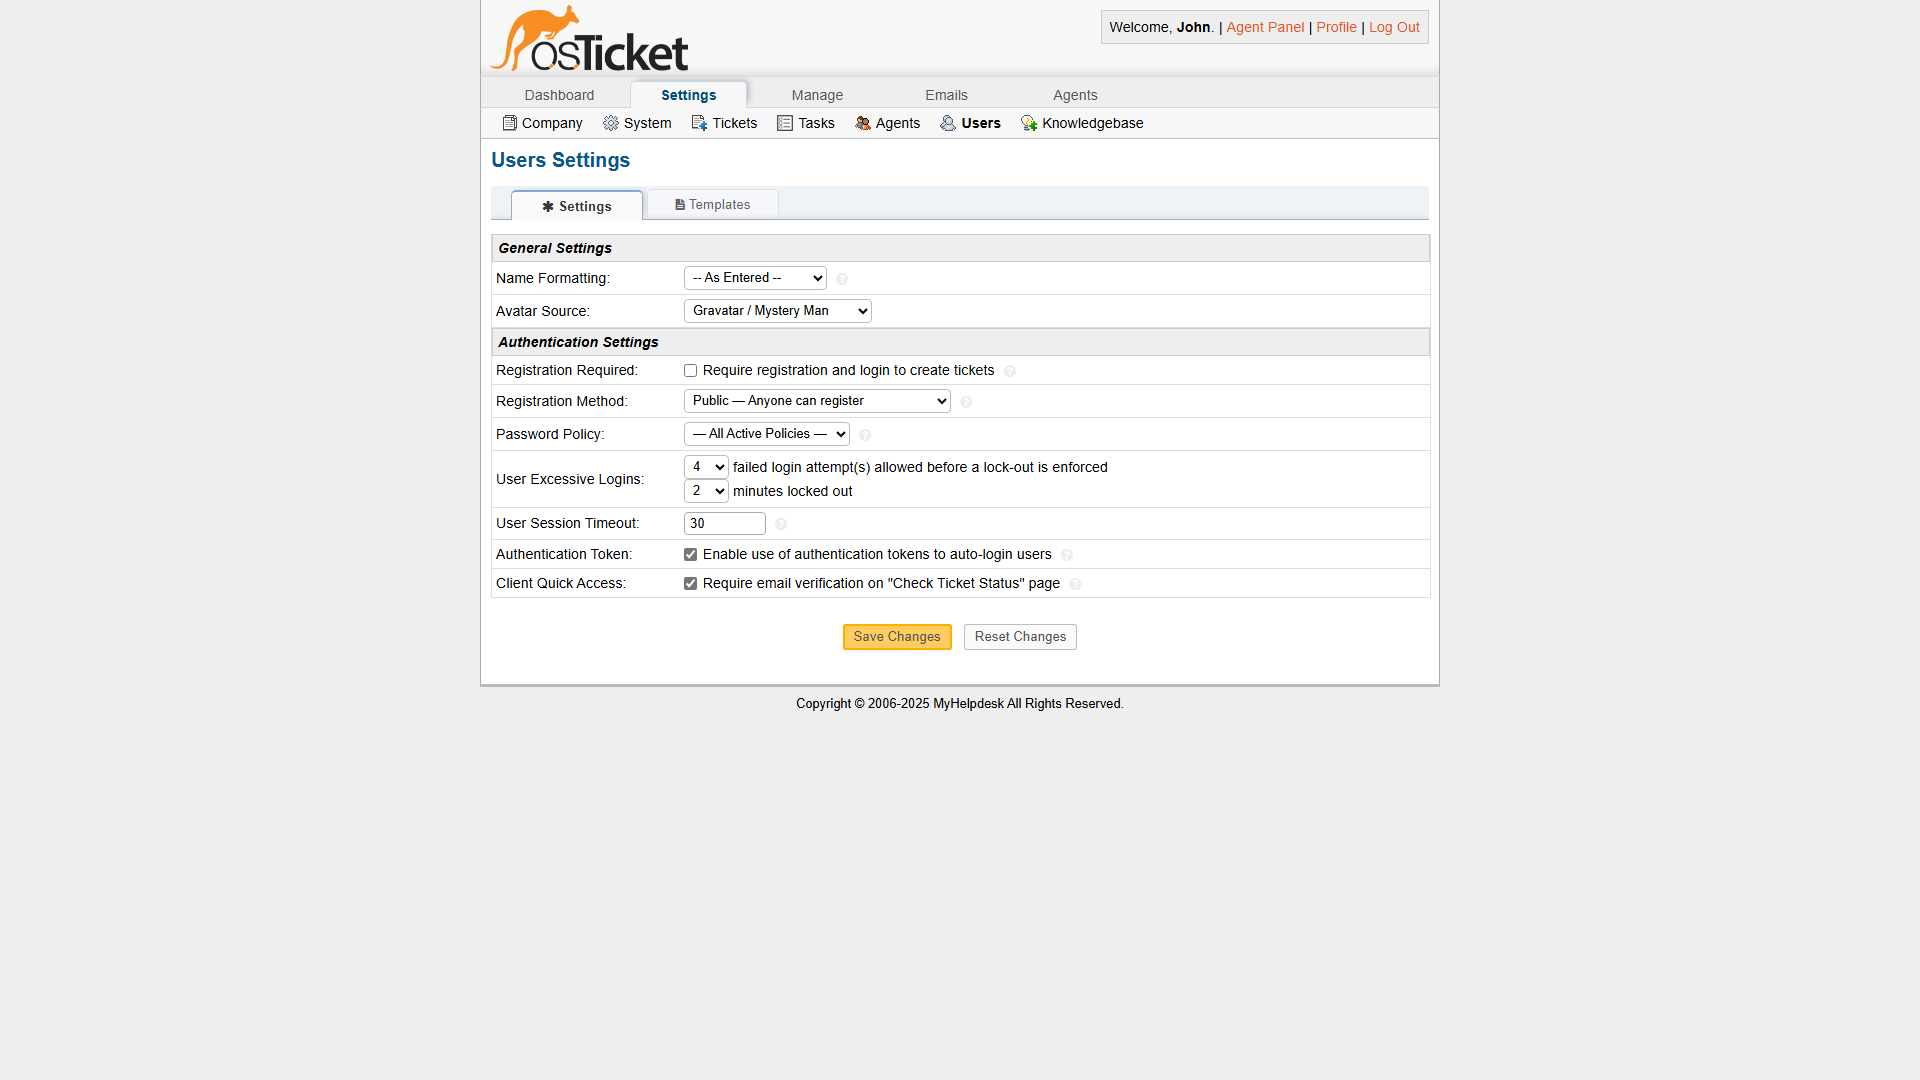 osTicket
Welcome, John. | Agent Panel | Profile | Log Out
Dashboard Settings Manage Emails Agents
Company System Tickets Tasks Agents Users Knowledgebase
Users Settings
Settings Templates
General Settings
Name Formatting: -- As Entered --
Avatar Source: Gravatar / Mystery Man
Authentication Settings
Registration Required: Require registration and login to create tickets
Registration Method: Public — Anyone can register
Password Policy: — All Active Policies —
User Excessive Logins: 4 failed login attempt(s) allowed before a lock-out is enforced
2 minutes locked out
User Session Timeout: 30
Authentication Token: Enable use of authentication tokens to auto-login users
Client Quick Access: Require email verification on "Check Ticket Status" page
Save Changes Reset Changes
Copyright © 2006-2025 MyHelpdesk All Rights Reserved.